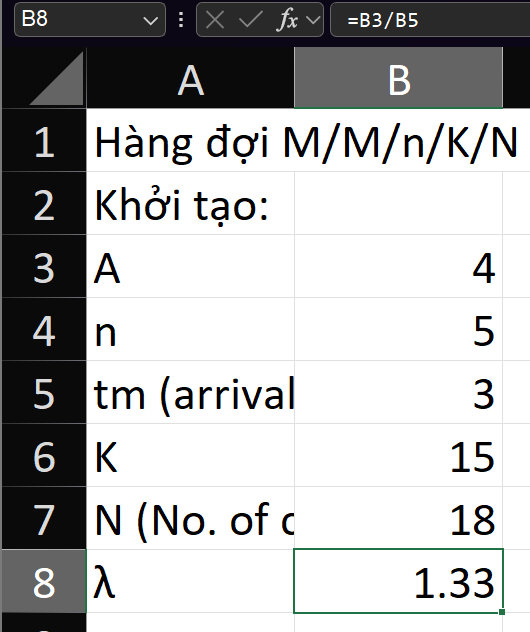 B8 fx =B3/B5
A B
1 Hàng đợi M/M/n/K/N
2 Khởi tạo:
3 A 4
4 n 5
5 tm (arrival 3
6 K 15
7 N (No. of 18
8 λ 1.33